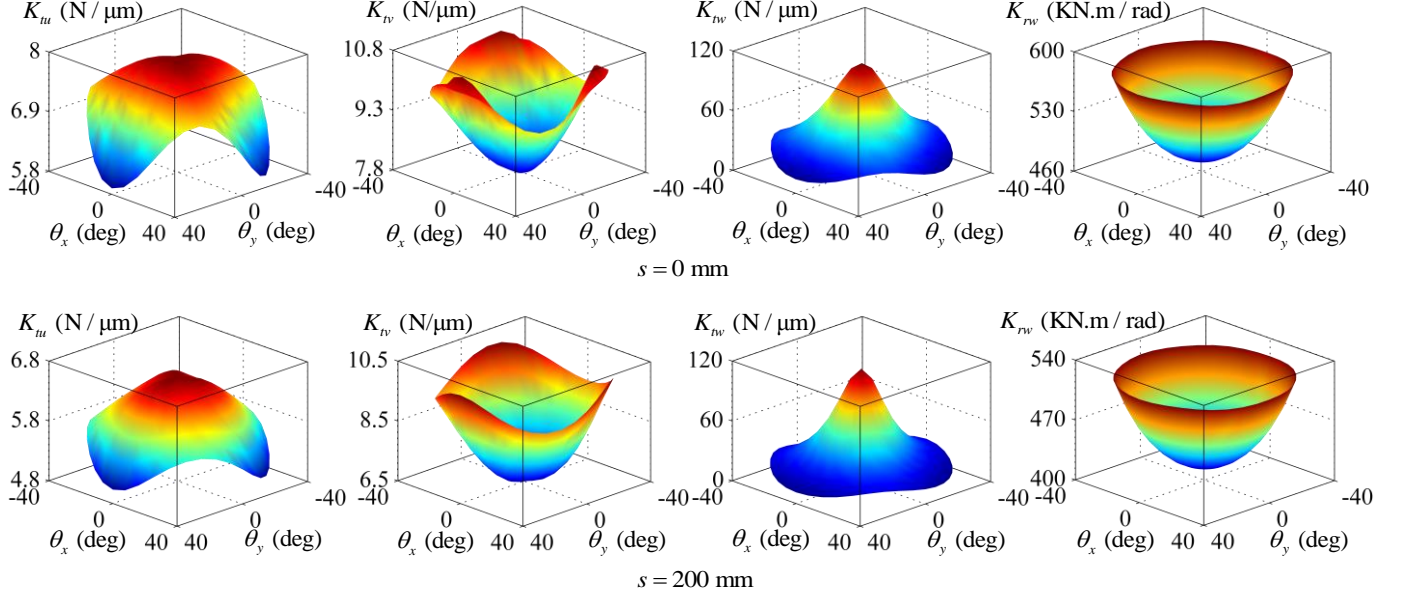 K_tu (N / μm)
8
6.9
5.8
-40
0
θ_x (deg)
40
40
θ_y (deg)
0
-40
K_tv (N/μm)
10.8
9.3
7.8
-40
0
θ_x (deg)
40
40
θ_y (deg)
0
-40
K_tw (N / μm)
120
60
0
-40
0
θ_x (deg)
40
40
θ_y (deg)
0
-40
K_rw (KN.m / rad)
600
530
460
-40
0
θ_x (deg)
40
40
θ_y (deg)
0
-40
s = 0 mm
K_tu (N / μm)
6.8
5.8
4.8
-40
0
θ_x (deg)
40
40
θ_y (deg)
0
-40
K_tv (N/μm)
10.5
8.5
6.5
-40
0
θ_x (deg)
40
40
θ_y (deg)
0
-40
K_tw (N / μm)
120
60
0
-40
0
θ_x (deg)
40
40
θ_y (deg)
0
-40
K_rw (KN.m / rad)
540
470
400
-40
0
θ_x (deg)
40
40
θ_y (deg)
0
-40
s = 200 mm